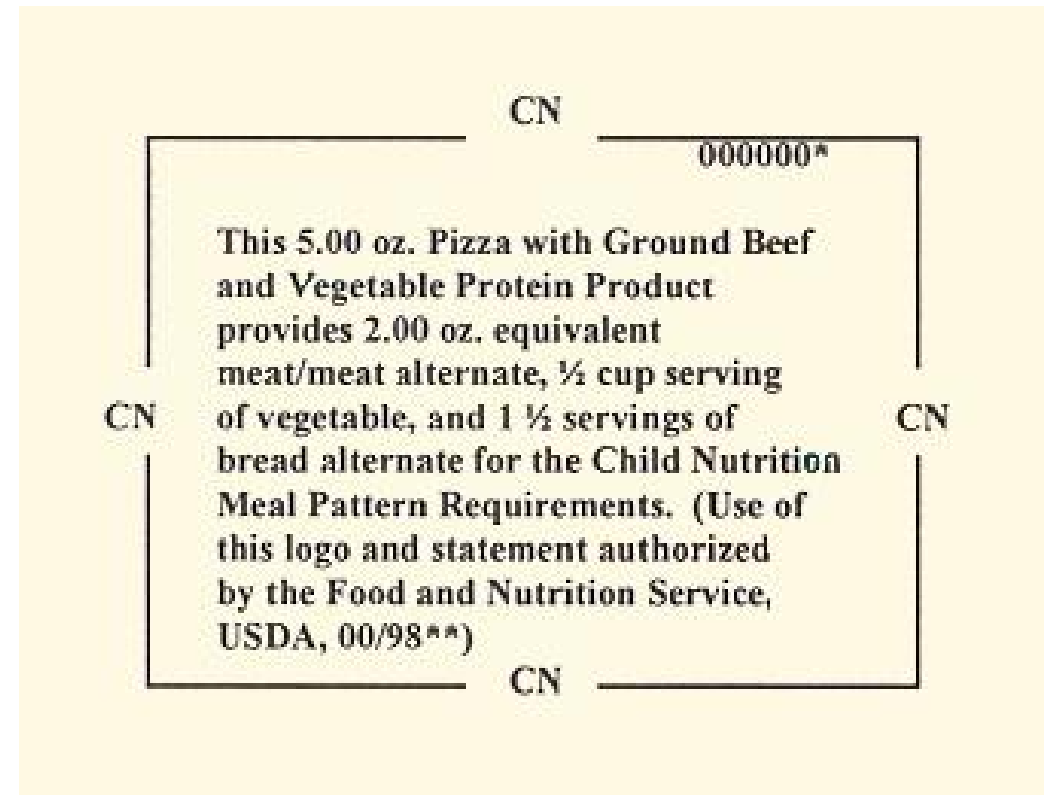 CN
000000*
This 5.00 oz. Pizza with Ground Beef
and Vegetable Protein Product
provides 2.00 oz. equivalent
meat/meat alternate, ½ cup serving
CN of vegetable, and 1 ½ servings of CN
bread alternate for the Child Nutrition
Meal Pattern Requirements. (Use of
this logo and statement authorized
by the Food and Nutrition Service,
USDA, 00/98**)
CN